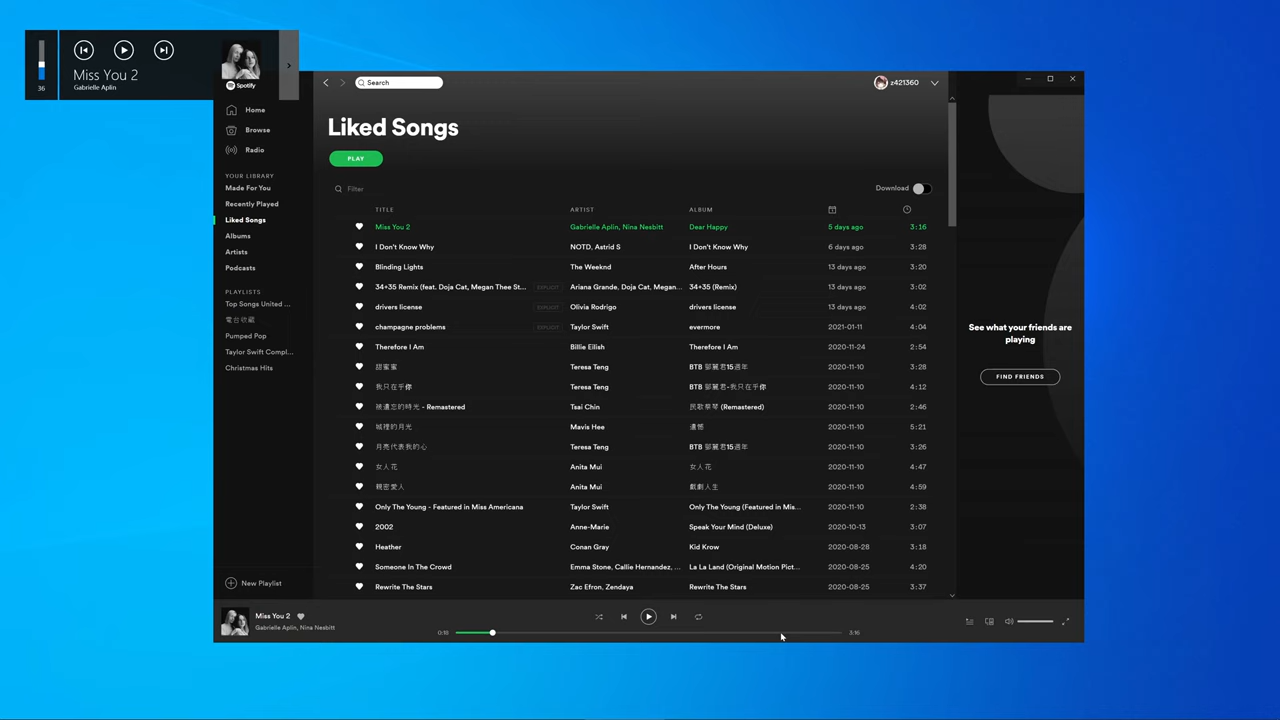 36
Miss You 2
Gabrielle Aplin
Spotify
Search
z421360
Home
Browse
Radio
YOUR LIBRARY
Made For You
Recently Played
Liked Songs
Albums
Artists
Podcasts
PLAYLISTS
Top Songs United ...
電台收藏
Pumped Pop
Taylor Swift Compl...
Christmas Hits
New Playlist
Liked Songs
PLAY
Filter
Download
TITLE ARTIST ALBUM
Miss You 2 Gabrielle Aplin, Nina Nesbitt Dear Happy 5 days ago 3:16
I Don't Know Why NOTD, Astrid S I Don't Know Why 6 days ago 3:28
Blinding Lights The Weeknd After Hours 13 days ago 3:20
34+35 Remix (feat. Doja Cat, Megan Thee St... EXPLICIT Ariana Grande, Doja Cat, Megan... 34+35 (Remix) 13 days ago 3:02
drivers license EXPLICIT Olivia Rodrigo drivers license 13 days ago 4:02
champagne problems EXPLICIT Taylor Swift evermore 2021-01-11 4:04
Therefore I Am Billie Eilish Therefore I Am 2020-11-24 2:54
甜蜜蜜 Teresa Teng BTB 鄧麗君15週年 2020-11-10 3:28
我只在乎你 Teresa Teng BTB 鄧麗君-我只在乎你 2020-11-10 4:12
被遺忘的時光 - Remastered Tsai Chin 民歌蔡琴 (Remastered) 2020-11-10 2:46
城裡的月光 Mavis Hee 遺憾 2020-11-10 5:21
月亮代表我的心 Teresa Teng BTB 鄧麗君15週年 2020-11-10 3:26
女人花 Anita Mui 女人花 2020-11-10 4:47
親密愛人 Anita Mui 戲劇人生 2020-11-10 4:59
Only The Young - Featured in Miss Americana Taylor Swift Only The Young (Featured in Mis... 2020-11-10 2:38
2002 Anne-Marie Speak Your Mind (Deluxe) 2020-10-13 3:07
Heather Conan Gray Kid Krow 2020-08-28 3:18
Someone In The Crowd Emma Stone, Callie Hernandez, ... La La Land (Original Motion Pict... 2020-08-25 4:20
Rewrite The Stars Zac Efron, Zendaya Rewrite The Stars 2020-08-25 3:37
See what your friends are
playing
FIND FRIENDS
Miss You 2
Gabrielle Aplin, Nina Nesbitt
0:18
3:16